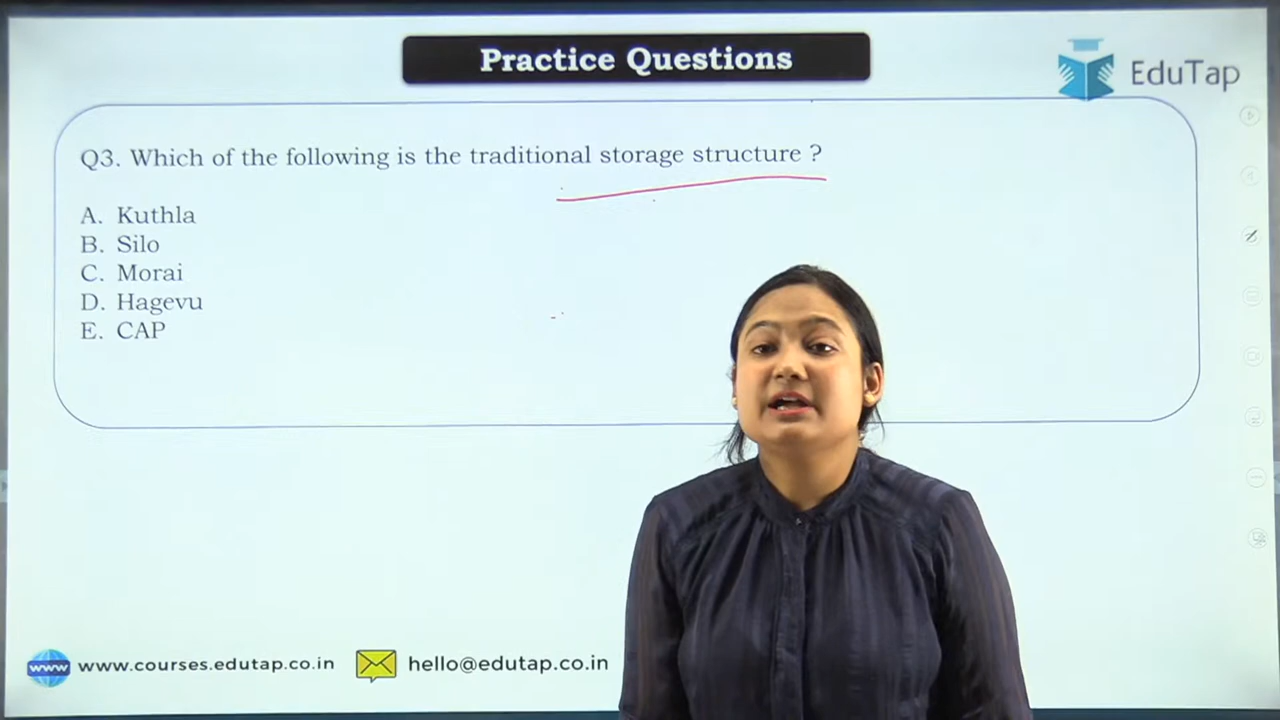 Practice Questions
EduTap
Q3. Which of the following is the traditional storage structure ?
A. Kuthla
B. Silo
C. Morai
D. Hagevu
E. CAP
www www.courses.edutap.co.in hello@edutap.co.in